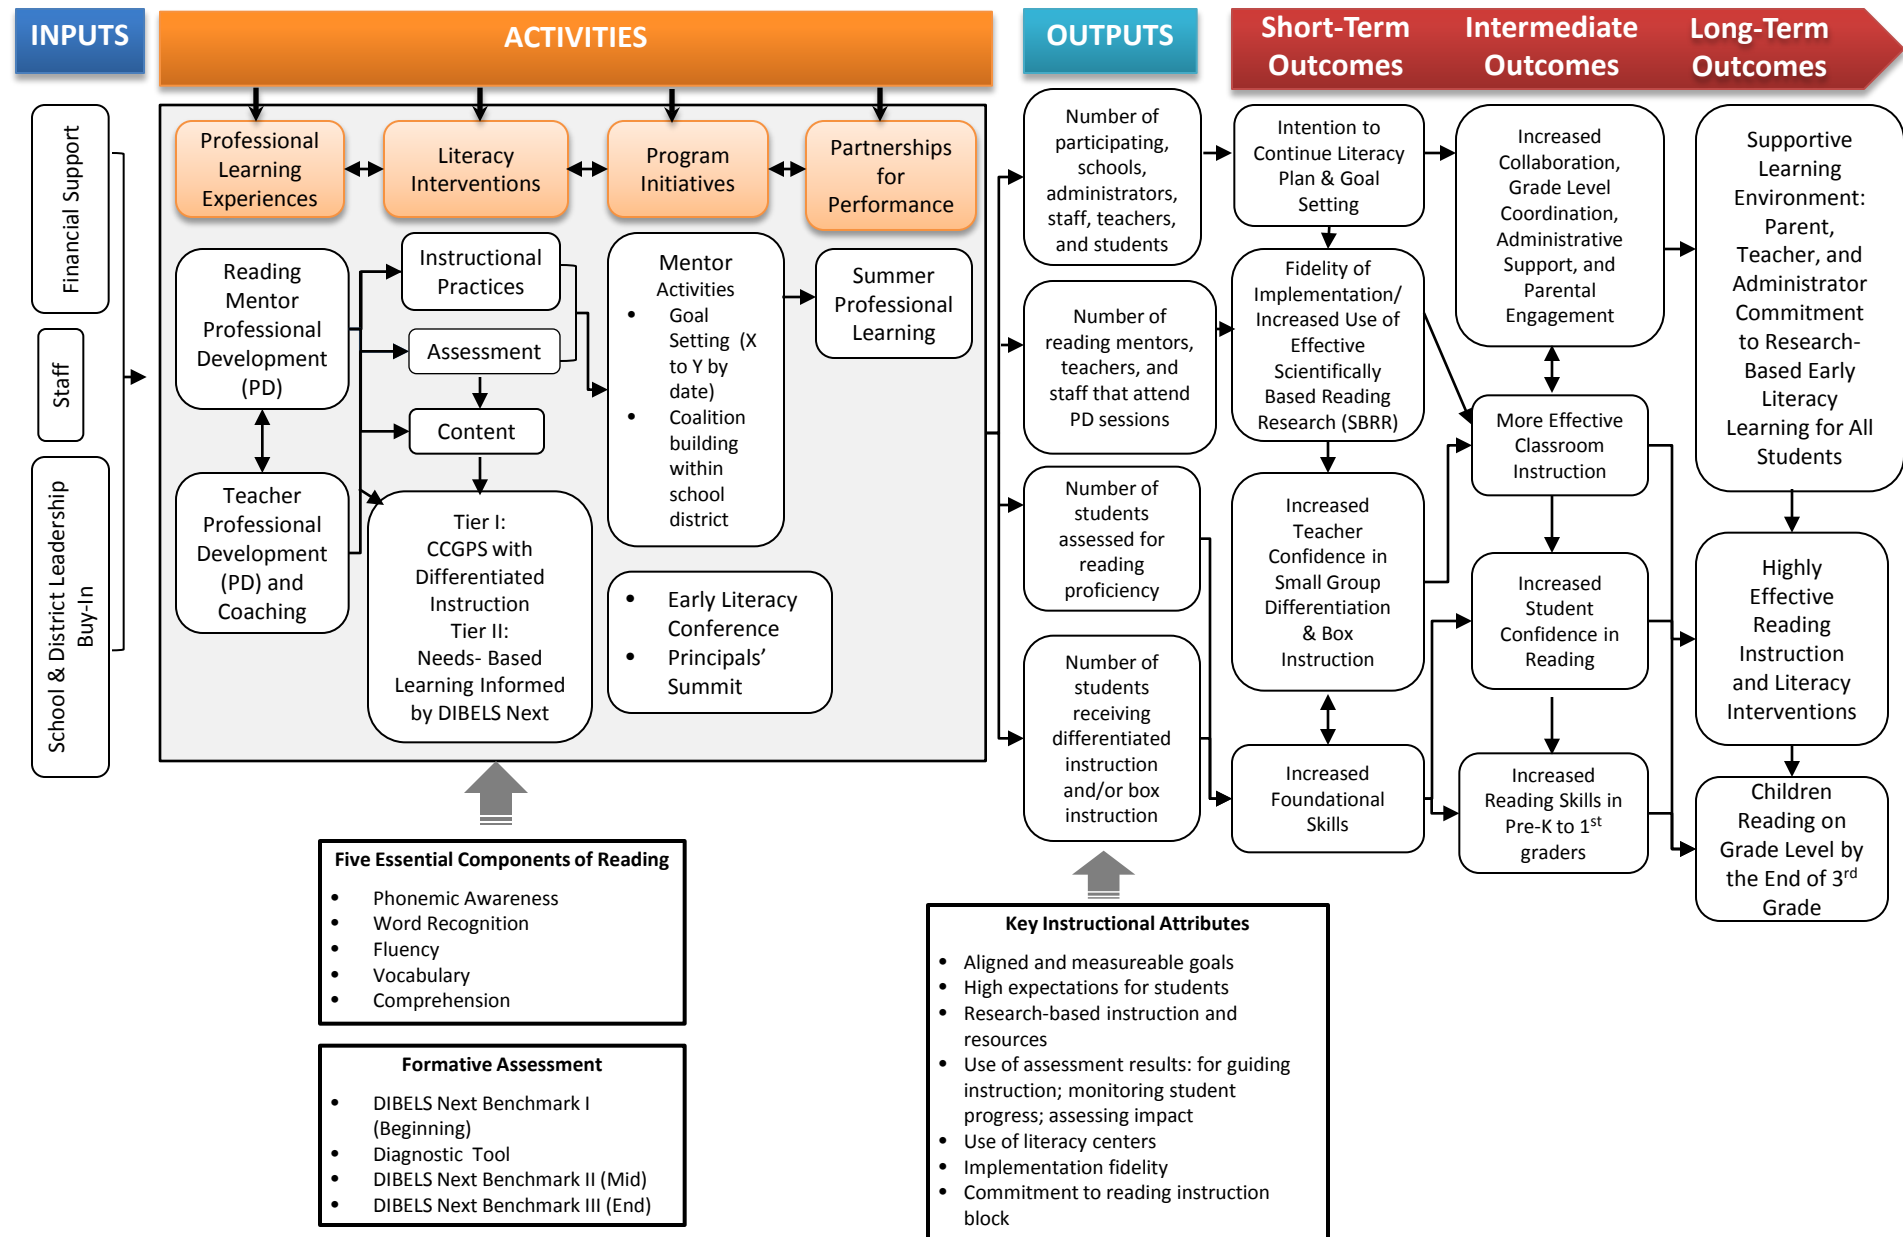 INPUTS
ACTIVITIES
OUTPUTS
Short-Term
Outcomes
Intermediate
Outcomes
Long-Term
Outcomes
Financial Support
Staff
School & District Leadership
Buy-In
Professional
Learning
Experiences
Literacy
Interventions
Program
Initiatives
Partnerships
for
Performance
Reading
Mentor
Professional
Development
(PD)
Teacher
Professional
Development
(PD) and
Coaching
Instructional
Practices
Assessment
Content
Tier I:
CCGPS with
Differentiated
Instruction
Tier II:
Needs- Based
Learning Informed
by DIBELS Next
Mentor
Activities
• Goal
Setting (X
to Y by
date)
• Coalition
building
within
school
district
• Early Literacy
Conference
• Principals’
Summit
Summer
Professional
Learning
Number of
participating,
schools,
administrators,
staff, teachers,
and students
Number of
reading mentors,
teachers, and
staff that attend
PD sessions
Number of
students
assessed for
reading
proficiency
Number of
students
receiving
differentiated
instruction
and/or box
instruction
Intention to
Continue Literacy
Plan & Goal
Setting
Fidelity of
Implementation/
Increased Use of
Effective
Scientifically
Based Reading
Research (SBRR)
Increased
Teacher
Confidence in
Small Group
Differentiation
& Box
Instruction
Increased
Foundational
Skills
Increased
Collaboration,
Grade Level
Coordination,
Administrative
Support, and
Parental
Engagement
More Effective
Classroom
Instruction
Increased
Student
Confidence in
Reading
Increased
Reading Skills in
Pre-K to 1st
graders
Supportive
Learning
Environment:
Parent,
Teacher, and
Administrator
Commitment
to Research-
Based Early
Literacy
Learning for All
Students
Highly
Effective
Reading
Instruction
and Literacy
Interventions
Children
Reading on
Grade Level by
the End of 3rd
Grade
Five Essential Components of Reading
• Phonemic Awareness
• Word Recognition
• Fluency
• Vocabulary
• Comprehension
Formative Assessment
• DIBELS Next Benchmark I
(Beginning)
• Diagnostic Tool
• DIBELS Next Benchmark II (Mid)
• DIBELS Next Benchmark III (End)
Key Instructional Attributes
• Aligned and measureable goals
• High expectations for students
• Research-based instruction and
resources
• Use of assessment results: for guiding
instruction; monitoring student
progress; assessing impact
• Use of literacy centers
• Implementation fidelity
• Commitment to reading instruction
block